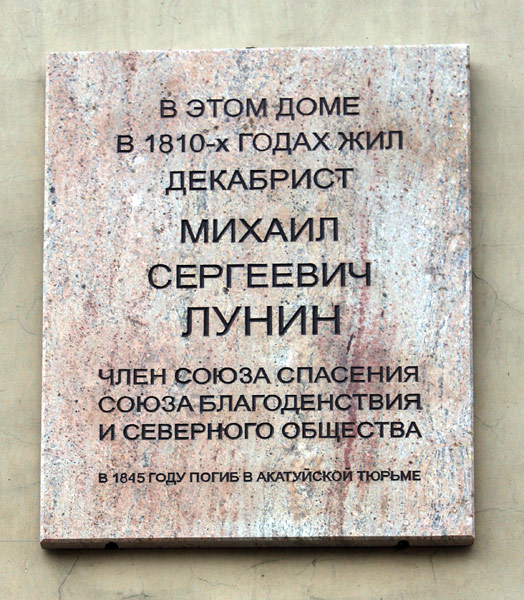 В ЭТОМ ДОМЕ
В 1810-х ГОДАХ ЖИЛ
ДЕКАБРИСТ
МИХАИЛ
СЕРГЕЕВИЧ
ЛУНИН
ЧЛЕН СОЮЗА СПАСЕНИЯ
СОЮЗА БЛАГОДЕНСТВИЯ
И СЕВЕРНОГО ОБЩЕСТВА
В 1845 ГОДУ ПОГИБ В АКАТУЙСКОЙ ТЮРЬМЕ